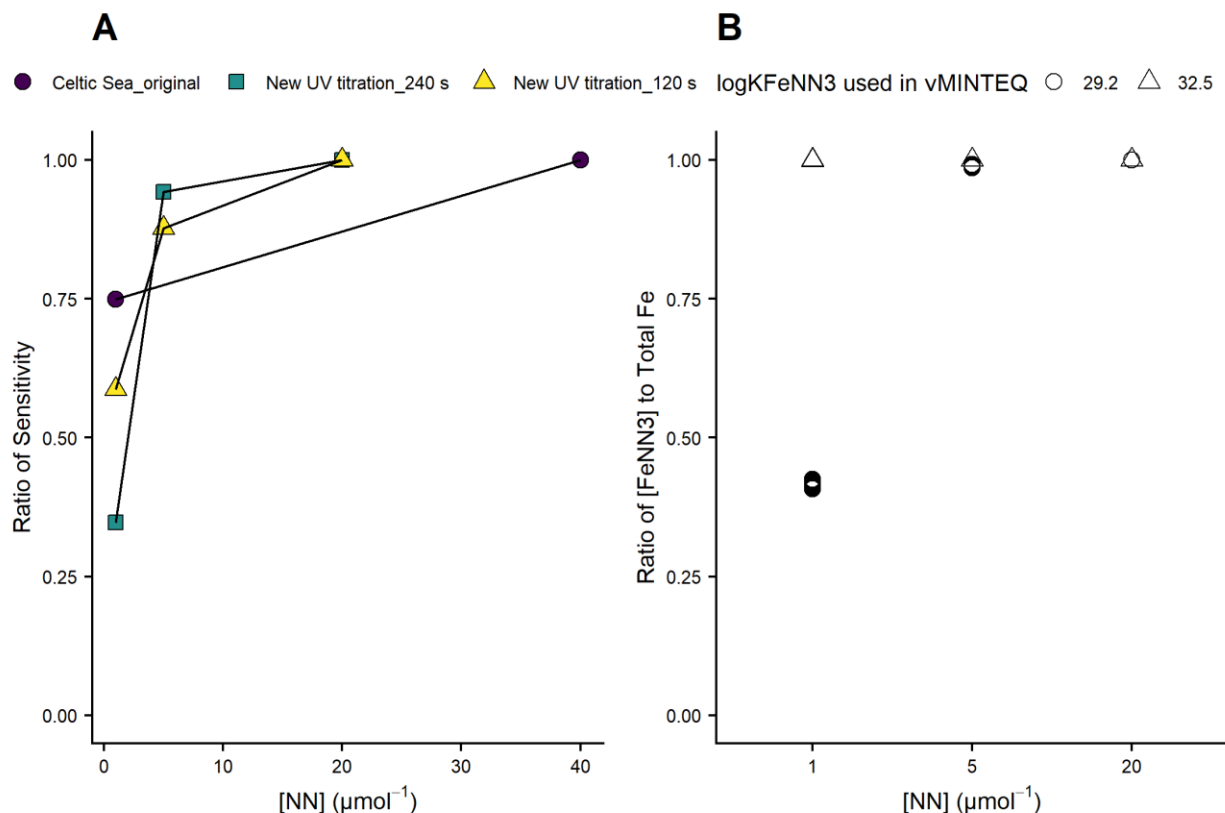 A
B
Celtic Sea_original
New UV titration_240 s
New UV titration_120 s
logKFeNN3 used in vMINTEQ
29.2
32.5
Ratio of Sensitivity
1.00
0.75
0.50
0.25
0.00
0
10
20
30
40
[NN] (µmol⁻¹)
Ratio of [FeNN3] to Total Fe
1.00
0.75
0.50
0.25
0.00
1
5
20
[NN] (µmol⁻¹)